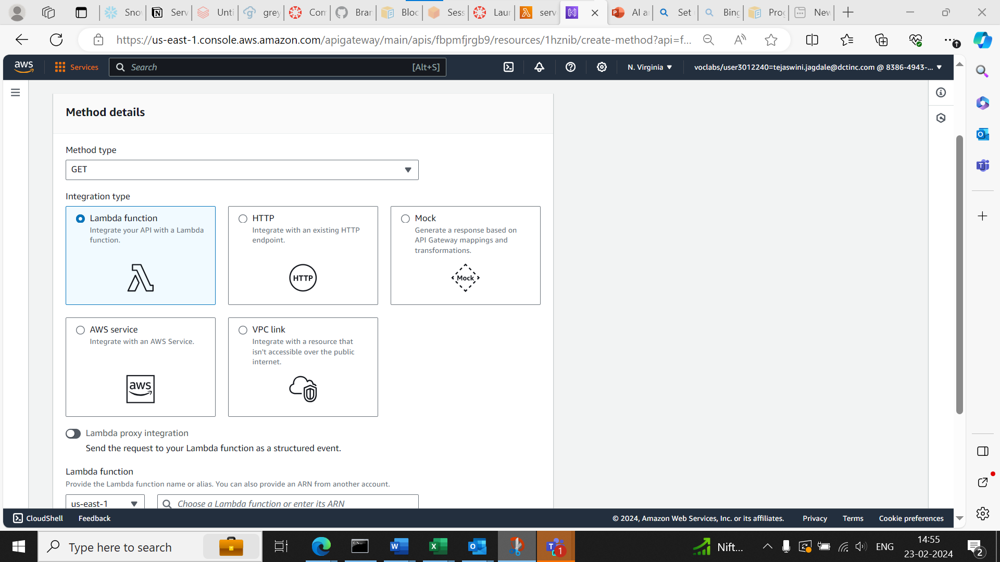 Snov
Serv
Unti
grey
Com
Bran
Bloc
Sess
Laun
serv
AI a
Set
Bing
Prog
New
https://us-east-1.console.aws.amazon.com/apigateway/main/apis/fbpmfjrgb9/resources/1hznib/create-method?api=f...
aws
Services
Search
[Alt+S]
N. Virginia
voclabs/user3012240=tejaswini.jagdale@dctinc.com @ 8386-4943-...
Method details
Method type
GET
Integration type
Lambda function
Integrate your API with a Lambda
function.
HTTP
Integrate with an existing HTTP
endpoint.
HTTP
Mock
Generate a response based on
API Gateway mappings and
transformations.
Mock
AWS service
Integrate with an AWS Service.
aws
VPC link
Integrate with a resource that
isn't accessible over the public
internet.
Lambda proxy integration
Send the request to your Lambda function as a structured event.
Lambda function
Provide the Lambda function name or alias. You can also provide an ARN from another account.
us-east-1
Choose a Lambda function or enter its ARN
CloudShell
Feedback
© 2024, Amazon Web Services, Inc. or its affiliates.
Privacy
Terms
Cookie preferences
Type here to search
1
Nift...
ENG
14:55
23-02-2024
2